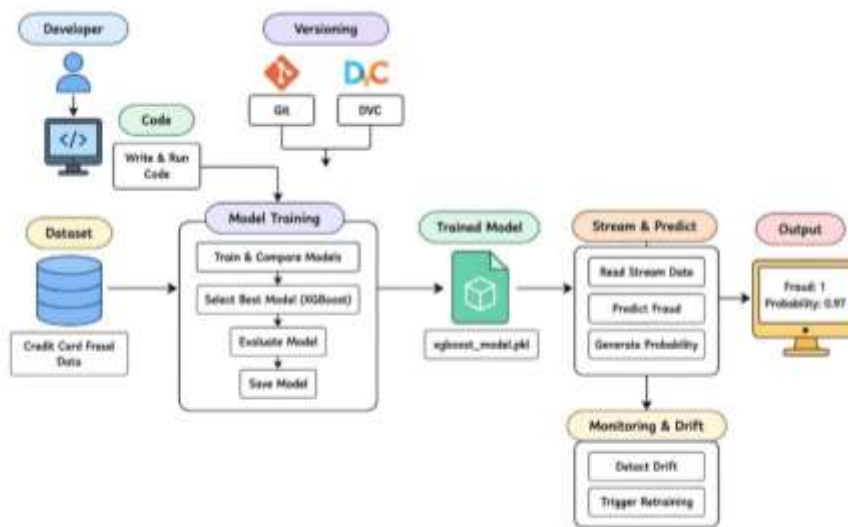 Developer
Versioning
DVC
Git
DVC
</>
Code
Write & Run
Code
Dataset
Credit Card Fraud
Data
Model Training
Train & Compare Models
Select Best Model (XGBoost)
Evaluate Model
Save Model
Trained Model
xgboost_model.pkl
Stream & Predict
Read Stream Data
Predict Fraud
Generate Probability
Output
Fraud: 1
Probability: 0.97
Monitoring & Drift
Detect Drift
Trigger Retraining